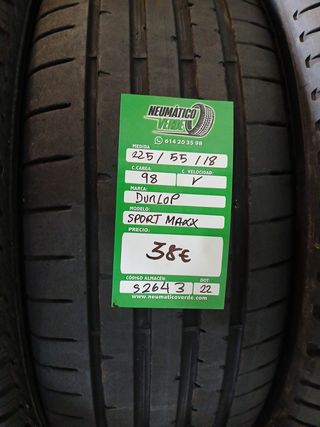 NEUMÁTICO
VERDE
614 20 35 98
MEDIDA:
225 / 55 / 18
C.CARGA: C. VELOCIDAD:
98 V
MARCA:
DUNLOP
MODELO:
SPORT MAXX
PRECIO:
38€
CÓDIGO ALMACÉN: DOT:
S2643 22
www.neumaticoverde.com